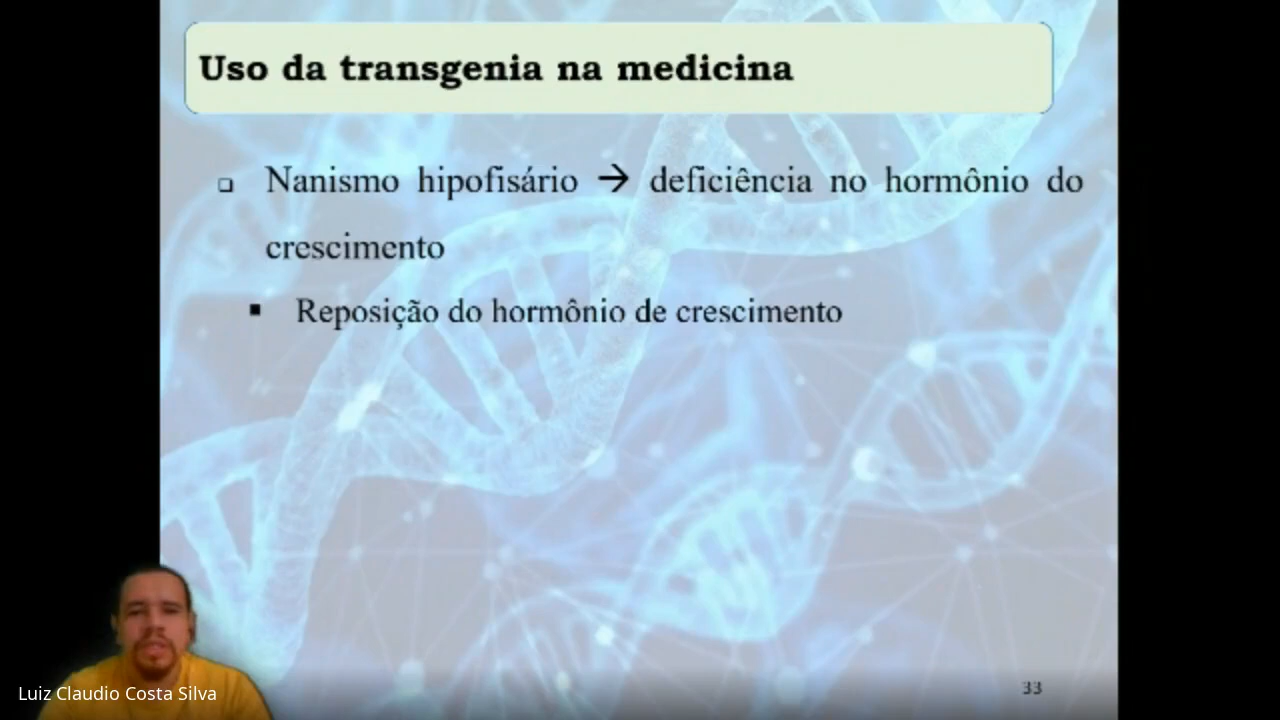 Uso da transgenia na medicina
❑ Nanismo hipofisário → deficiência no hormônio do
crescimento
▪ Reposição do hormônio de crescimento
Luiz Claudio Costa Silva
33